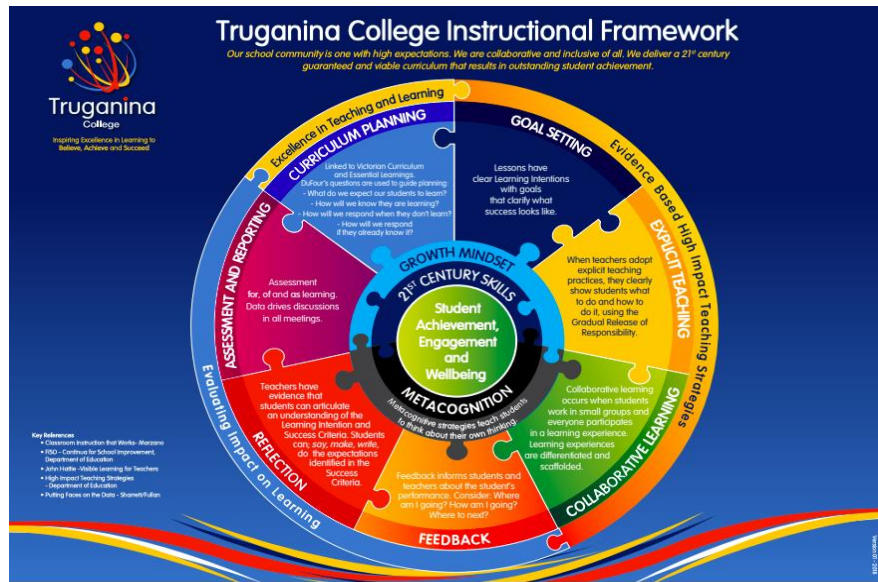 Truganina College Instructional Framework
Our school community is one with high expectations. We are collaborative and inclusive of all. We deliver a 21st century
guaranteed and viable curriculum that results in outstanding student achievement.
Truganina
College
Inspiring Excellence in Learning to
Believe, Achieve and Succeed
Excellence in Teaching and Learning
CURRICULUM PLANNING
Linked to Victorian Curriculum
and Essential Learnings.
DuFour's questions are used to guide planning:
- What do we expect our students to learn?
- How will we know they are learning?
- How will we respond when they don't learn?
- How will we respond
if they already know it?
GOAL SETTING
Lessons have
clear Learning Intentions
with goals
that clarify what
success looks like.
Evidence Based High Impact Teaching Strategies
EXPLICIT TEACHING
When teachers adopt
explicit teaching
practices, they clearly
show students what
to do and how to
do it, using the
Gradual Release of
Responsibility.
COLLABORATIVE LEARNING
Collaborative learning
occurs when students
work in small groups and
everyone participates
in a learning experience.
Learning experiences
are differentiated and
scaffolded.
FEEDBACK
Feedback informs students and
teachers about the student's
performance. Consider: Where
am I going? How am I going?
Where to next?
Evaluating Impact on Learning
REFLECTION
Teachers have
evidence that
students can articulate
an understanding of the
Learning Intention and
Success Criteria. Students
can; say, make, write,
do the expectations
identified in the
Success
Criteria.
ASSESSMENT AND REPORTING
Assessment
for, of and as learning.
Data drives discussions
in all meetings.
GROWTH MINDSET
21ST CENTURY SKILLS
Student
Achievement,
Engagement
and
Wellbeing
METACOGNITION
Metacognitive strategies teach students
to think about their own thinking.
Key References
▸ Classroom Instruction that Works- Marzano
▸ FISO - Continua for School Improvement,
Department of Education
▸ John Hattie -Visible Learning for Teachers
▸ High Impact Teaching Strategies
- Department of Education
▸ Putting Faces on the Data - Sharratt/Fullan
Version 01 - 2018